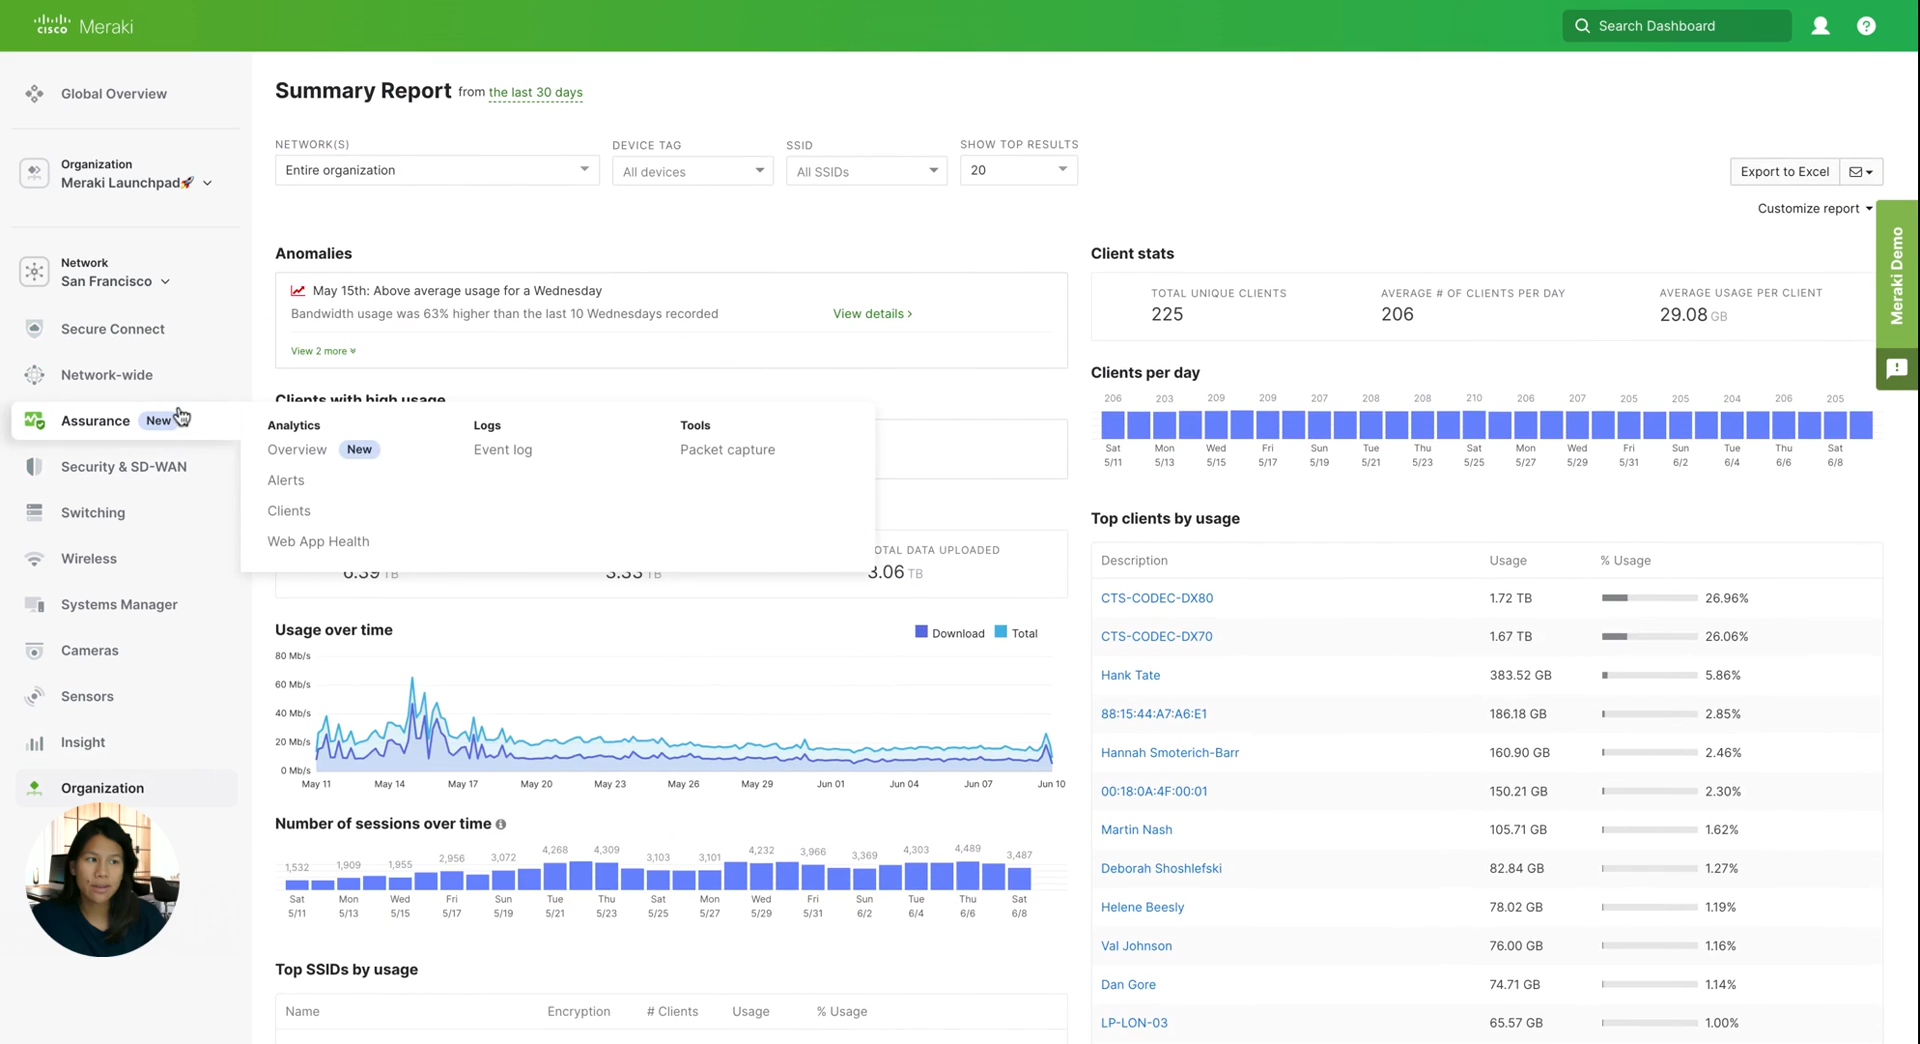 cisco Meraki
Search Dashboard
?
Global Overview
Organization
Meraki Launchpad🚀
Network
San Francisco
Secure Connect
Network-wide
Assurance New
Security & SD-WAN
Switching
Wireless
Systems Manager
Cameras
Sensors
Insight
Organization
Summary Report from the last 30 days
NETWORK(S)
Entire organization
DEVICE TAG
All devices
SSID
All SSIDs
SHOW TOP RESULTS
20
Export to Excel
Customize report
Meraki Demo
Anomalies
May 15th: Above average usage for a Wednesday
Bandwidth usage was 63% higher than the last 10 Wednesdays recorded
View details ›
View 2 more
Clients with high usage
Analytics
Overview New
Alerts
Clients
Web App Health
Logs
Event log
Tools
Packet capture
TOTAL DATA UPLOADED
6.39 TB
3.33 TB
3.06 TB
Usage over time
Download Total
80 Mb/s
60 Mb/s
40 Mb/s
20 Mb/s
0 Mb/s
May 11 May 14 May 17 May 20 May 23 May 26 May 29 Jun 01 Jun 04 Jun 07 Jun 10
Number of sessions over time
1,532 1,909 1,955 2,956 3,072 4,268 4,309 3,103 3,101 4,232 3,966 3,369 4,303 4,489 3,487
Sat Mon Wed Fri Sun Tue Thu Sat Mon Wed Fri Sun Tue Thu Sat
5/11 5/13 5/15 5/17 5/19 5/21 5/23 5/25 5/27 5/29 5/31 6/2 6/4 6/6 6/8
Top SSIDs by usage
Name Encryption # Clients Usage % Usage
Client stats
TOTAL UNIQUE CLIENTS
225
AVERAGE # OF CLIENTS PER DAY
206
AVERAGE USAGE PER CLIENT
29.08 GB
Clients per day
206 203 209 209 207 208 208 210 206 207 205 205 204 206 205
Sat Mon Wed Fri Sun Tue Thu Sat Mon Wed Fri Sun Tue Thu Sat
5/11 5/13 5/15 5/17 5/19 5/21 5/23 5/25 5/27 5/29 5/31 6/2 6/4 6/6 6/8
Top clients by usage
Description Usage % Usage
CTS-CODEC-DX80 1.72 TB 26.96%
CTS-CODEC-DX70 1.67 TB 26.06%
Hank Tate 383.52 GB 5.86%
88:15:44:A7:A6:E1 186.18 GB 2.85%
Hannah Smoterich-Barr 160.90 GB 2.46%
00:18:0A:4F:00:01 150.21 GB 2.30%
Martin Nash 105.71 GB 1.62%
Deborah Shoshlefski 82.84 GB 1.27%
Helene Beesly 78.02 GB 1.19%
Val Johnson 76.00 GB 1.16%
Dan Gore 74.71 GB 1.14%
LP-LON-03 65.57 GB 1.00%